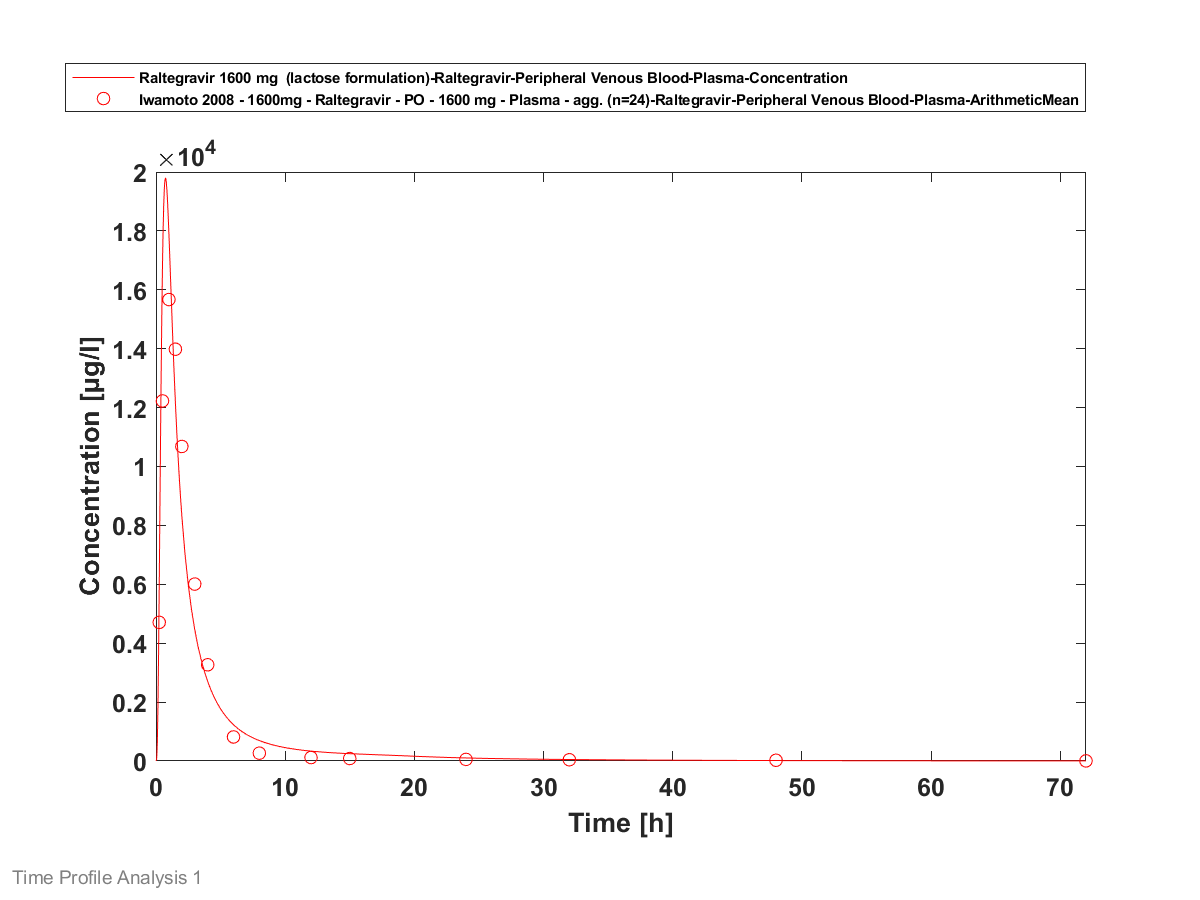 Raltegravir 1600 mg  (lactose formulation)-Raltegravir-Peripheral Venous Blood-Plasma-Concentration
Iwamoto 2008 - 1600mg - Raltegravir - PO - 1600 mg - Plasma - agg. (n=24)-Raltegravir-Peripheral Venous Blood-Plasma-ArithmeticMean
×10⁴
2
1.8
1.6
1.4
1.2
1
0.8
0.6
0.4
0.2
0
Concentration [µg/l]
0 10 20 30 40 50 60 70
Time [h]
Time Profile Analysis 1